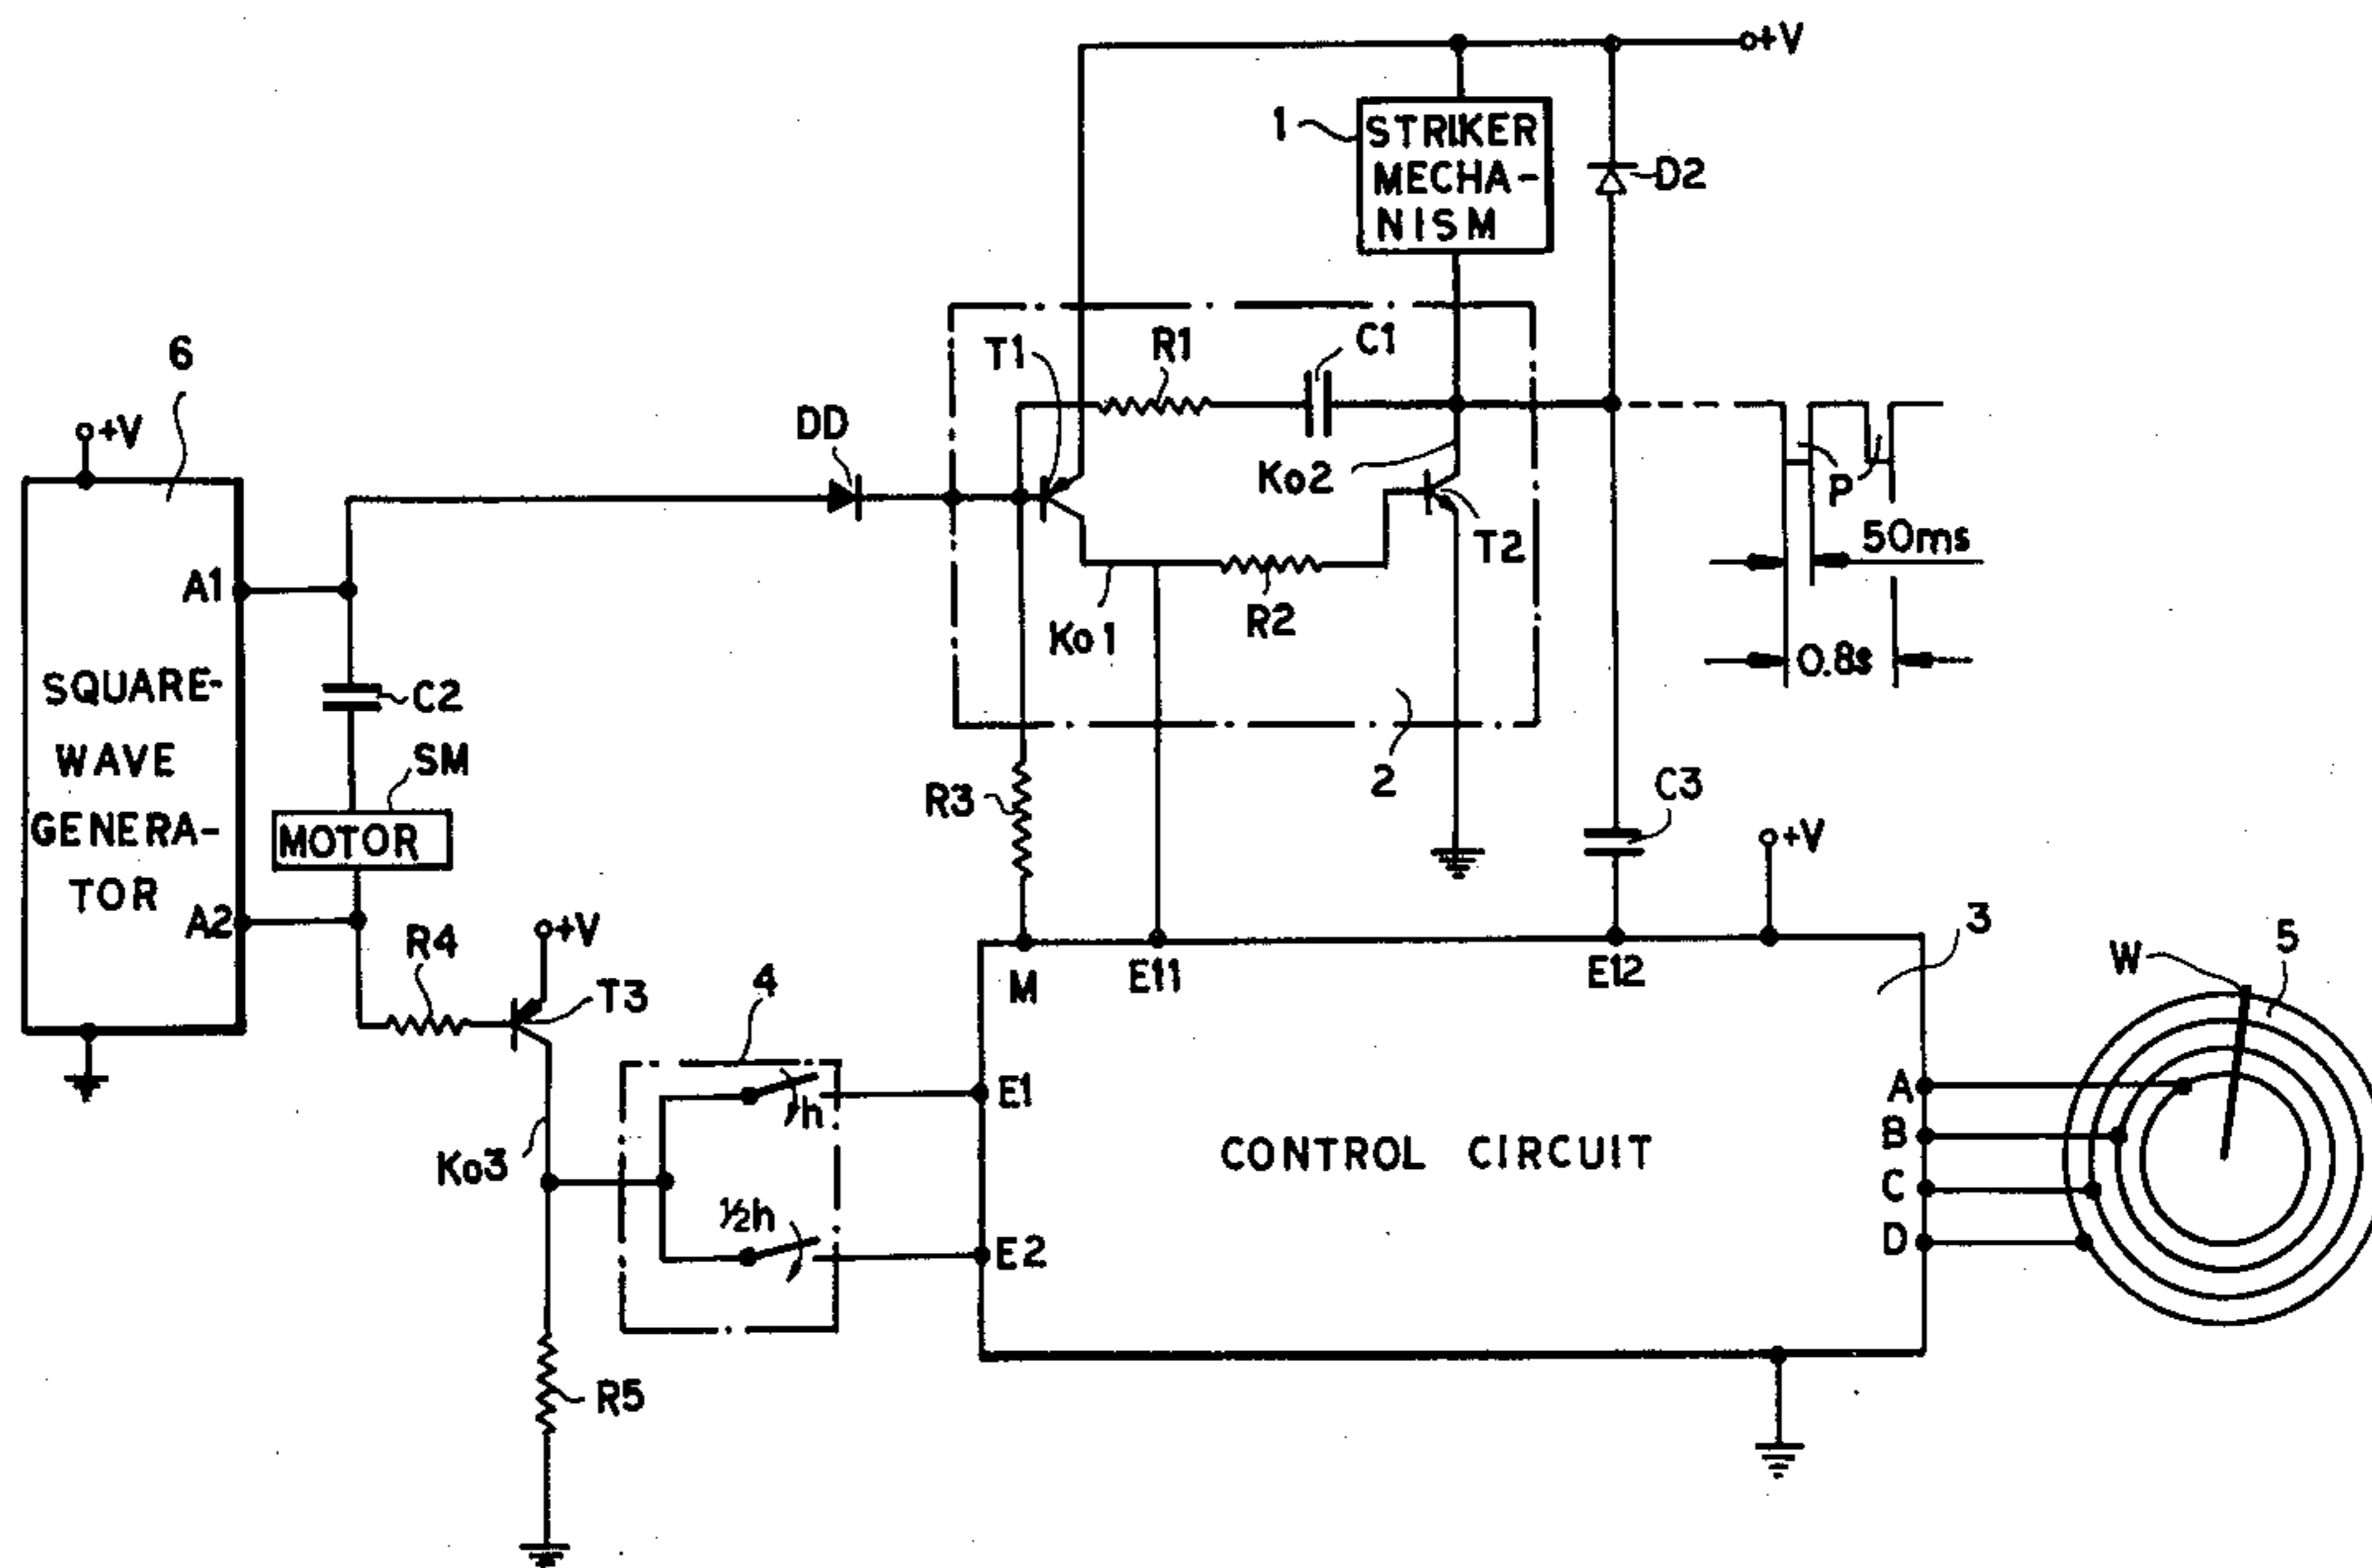 +V
1
STRIKER
MECHA-
NISM
D2
6
+V
T1
R1
C1
DD
Ko2
P
T2
50ms
A1
Ko1
R2
0.8s
SQUARE-
WAVE
GENERA-
TOR
C2
SM
MOTOR
R3
2
C3
+V
A2
R4
+V
T3
4
M
E11
E12
3
W
5
E1
h
Ko3
½h
E2
CONTROL CIRCUIT
A
B
C
D
R5